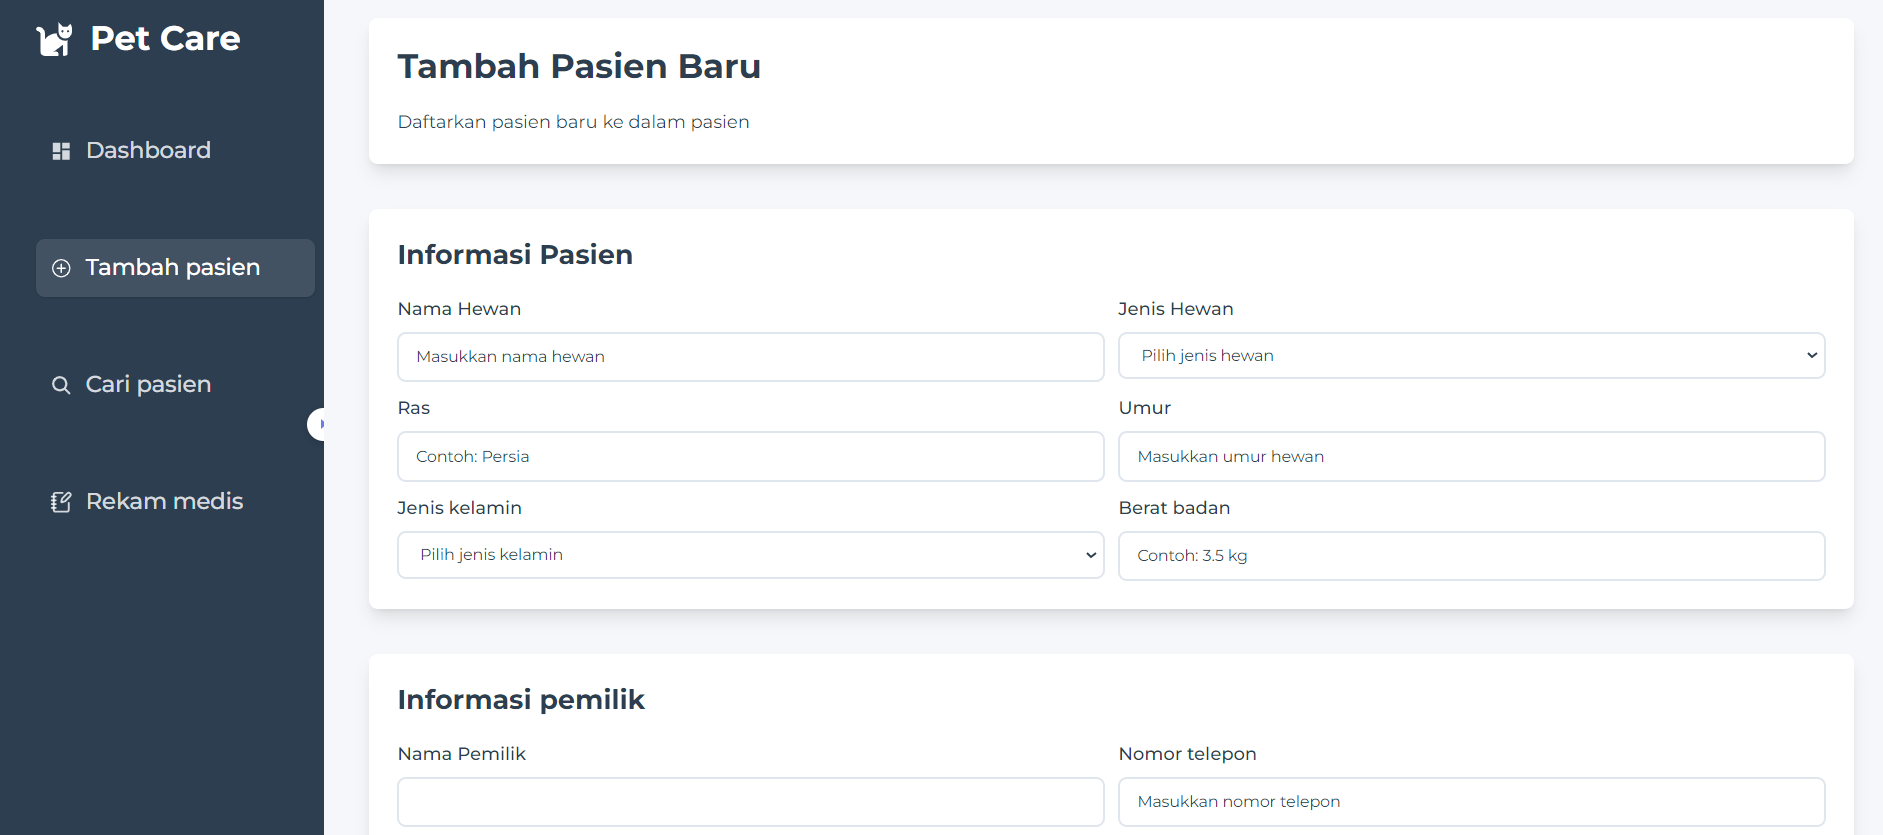 Pet Care
Dashboard
Tambah pasien
Cari pasien
Rekam medis
Tambah Pasien Baru
Daftarkan pasien baru ke dalam pasien
Informasi Pasien
Nama Hewan
Masukkan nama hewan
Jenis Hewan
Pilih jenis hewan
Ras
Contoh: Persia
Umur
Masukkan umur hewan
Jenis kelamin
Pilih jenis kelamin
Berat badan
Contoh: 3.5 kg
Informasi pemilik
Nama Pemilik
Nomor telepon
Masukkan nomor telepon